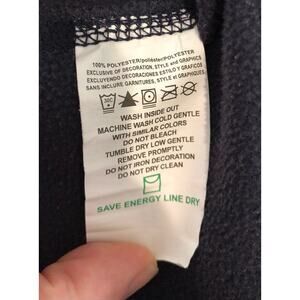 100% POLYESTER/poliéster/POLYESTER
EXCLUSIVE OF DECORATION, STYLE and GRAPHICS
EXCLUYENDO DECORACIONES ESTILO Y GRAFICOS
SANS INCLURE GARNITURES, STYLE et GRAPHIQUES
30C
WASH INSIDE OUT
MACHINE WASH COLD GENTLE
WITH SIMILAR COLORS
DO NOT BLEACH
TUMBLE DRY LOW GENTLE
REMOVE PROMPTLY
DO NOT IRON DECORATION
DO NOT DRY CLEAN
SAVE ENERGY LINE DRY